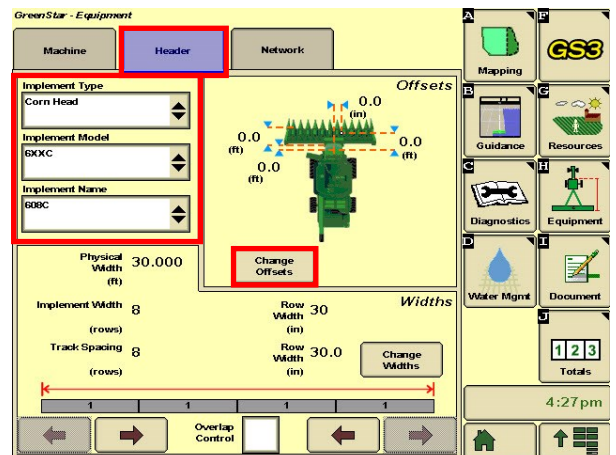 GreenStar - Equipment
Machine
Header
Network
Implement Type
Corn Head
Implement Model
6XXC
Implement Name
608C
Offsets
0.0
(in)
0.0
(ft)
0.0
(ft)
0.0
(ft)
Change
Offsets
Physical
Width
(ft)
30.000
Implement Width
(rows)
8
Row
Width
(in)
30
Widths
Track Spacing
(rows)
8
Row
Width
(in)
30.0
Change
Widths
1 1 1 1
Overlap
Control
A
Mapping
F
GS3
B
Guidance
G
Resources
C
Diagnostics
H
Equipment
D
Water Mgmt
I
Document
J
1 2 3
Totals
4:27pm